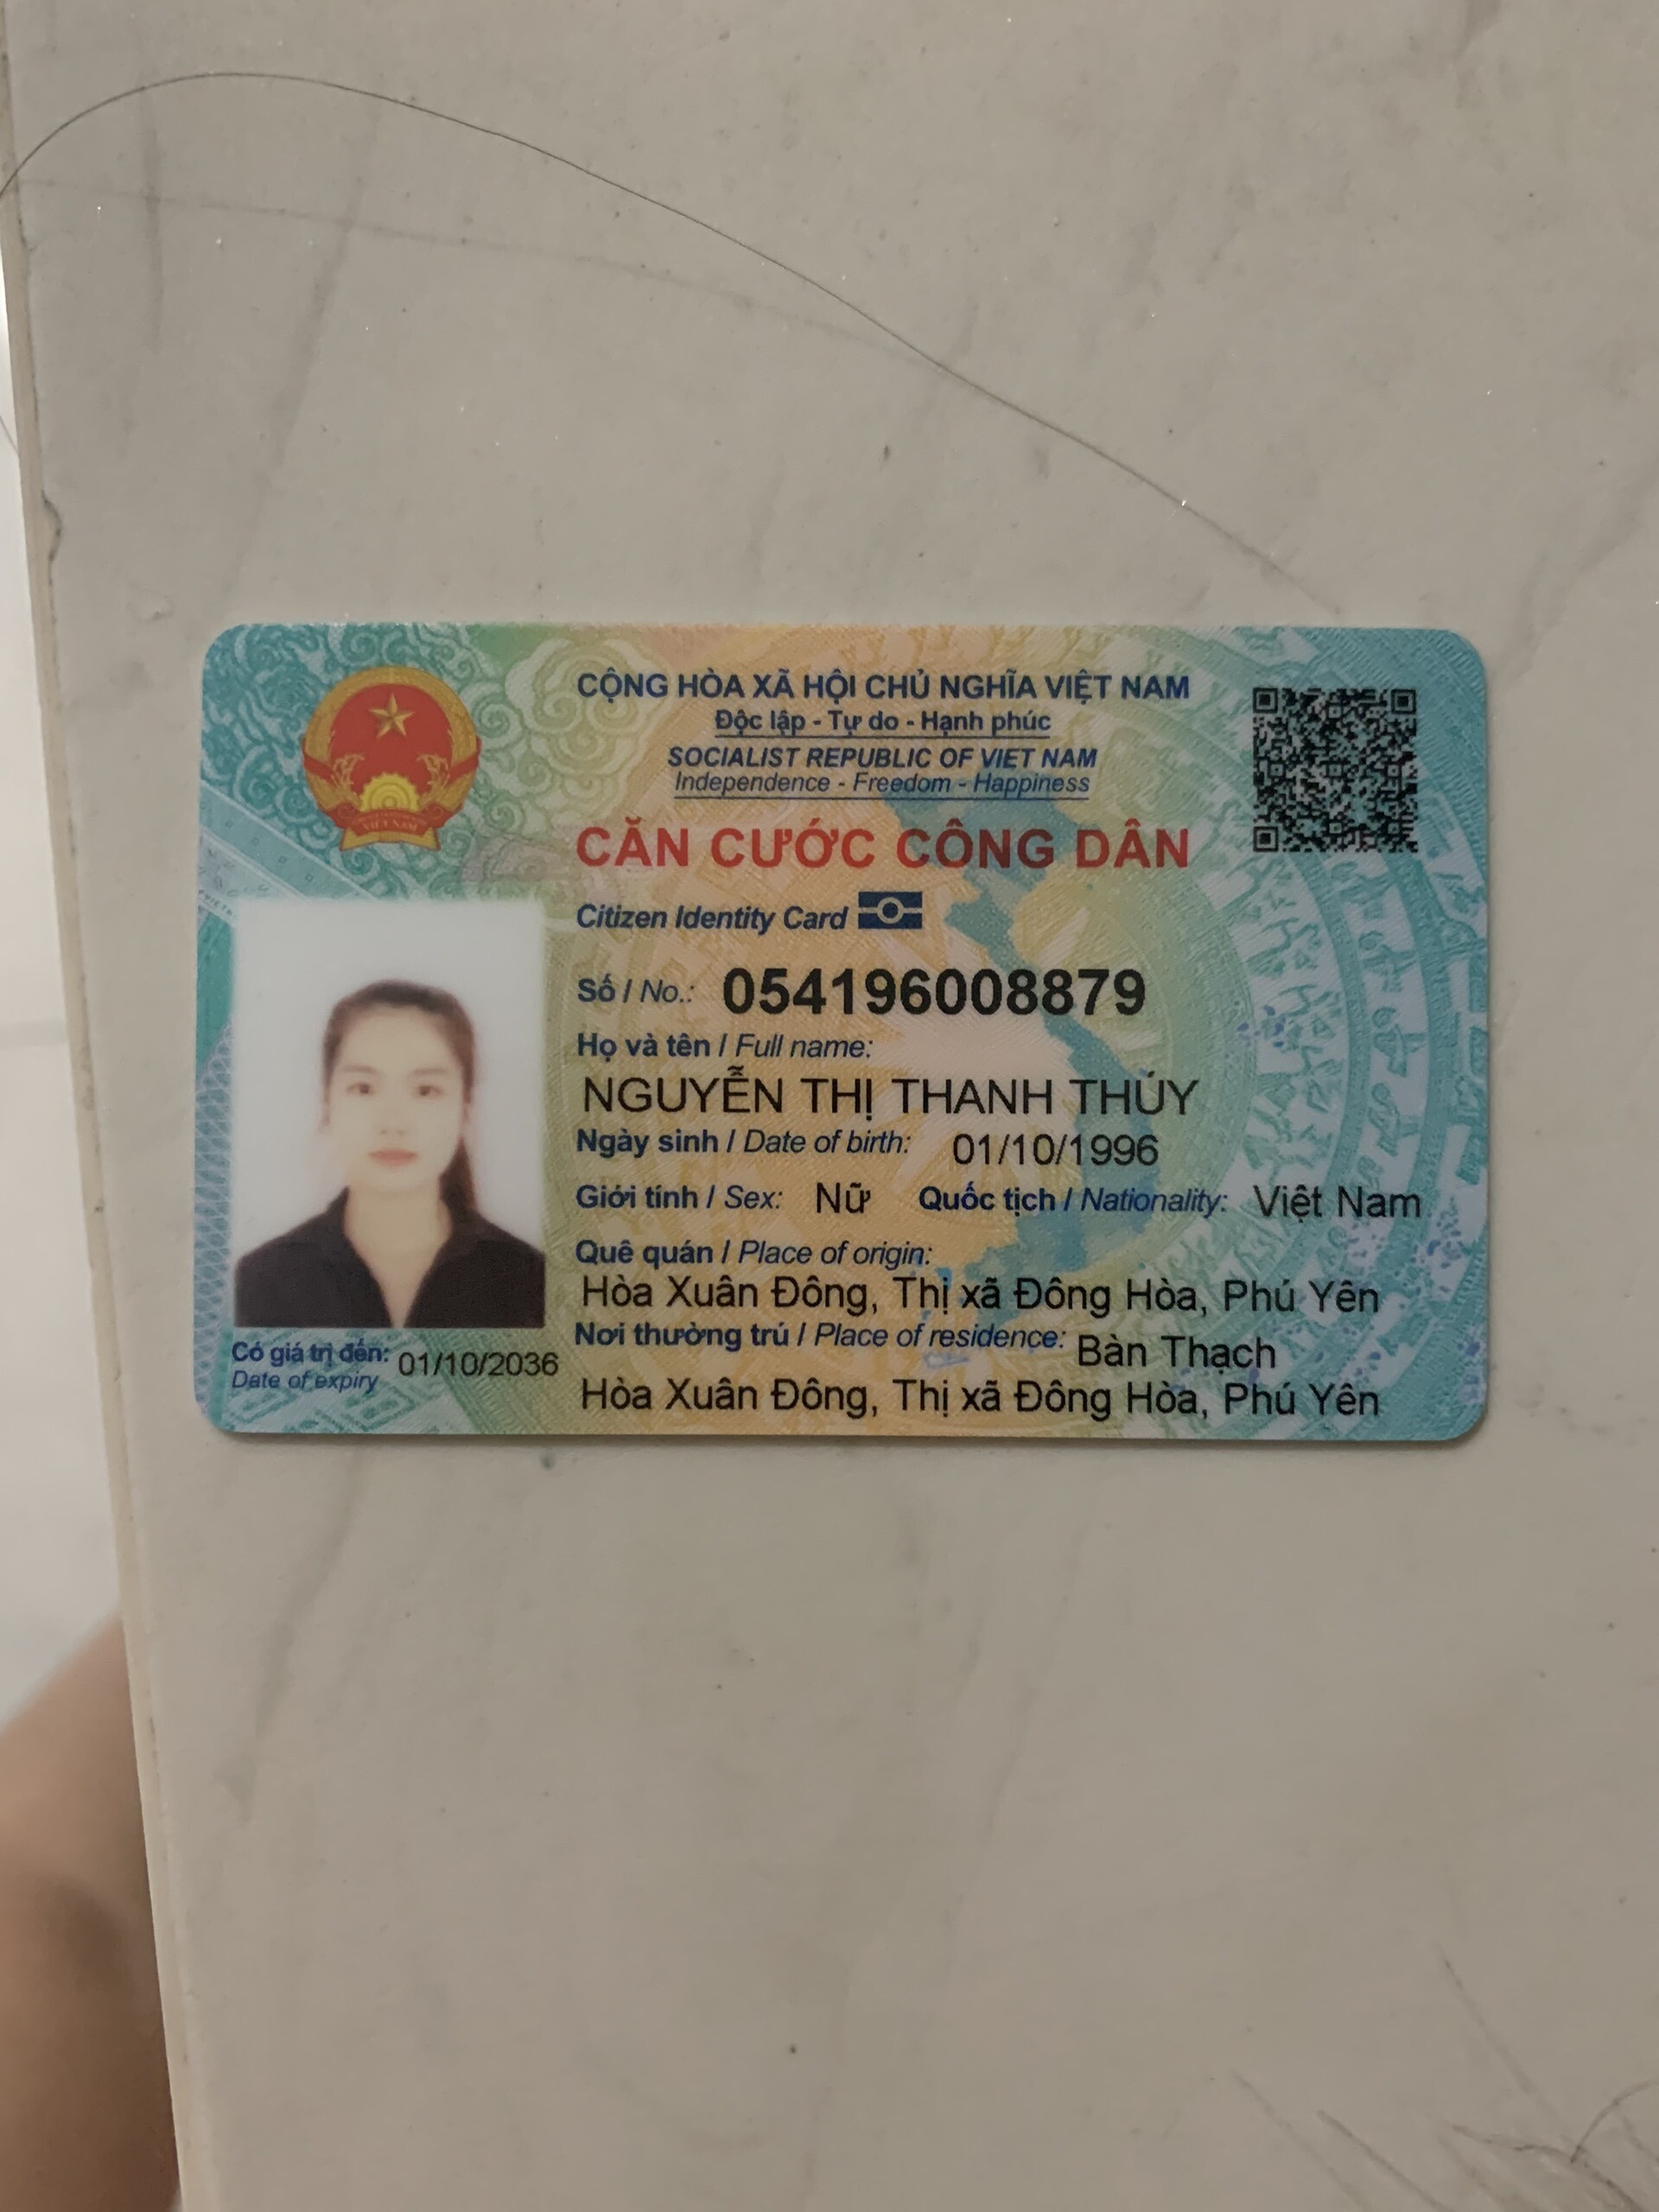 CỘNG HÒA XÃ HỘI CHỦ NGHĨA VIỆT NAM
Độc lập - Tự do - Hạnh phúc
SOCIALIST REPUBLIC OF VIET NAM
Independence - Freedom - Happiness
CĂN CƯỚC CÔNG DÂN
Citizen Identity Card
Số / No.: 054196008879
Họ và tên / Full name:
NGUYỄN THỊ THANH THÚY
Ngày sinh / Date of birth: 01/10/1996
Giới tính / Sex: Nữ Quốc tịch / Nationality: Việt Nam
Quê quán / Place of origin:
Hòa Xuân Đông, Thị xã Đông Hòa, Phú Yên
Nơi thường trú / Place of residence: Bàn Thạch
Hòa Xuân Đông, Thị xã Đông Hòa, Phú Yên
Có giá trị đến: 01/10/2036
Date of expiry
VIỆT NAM